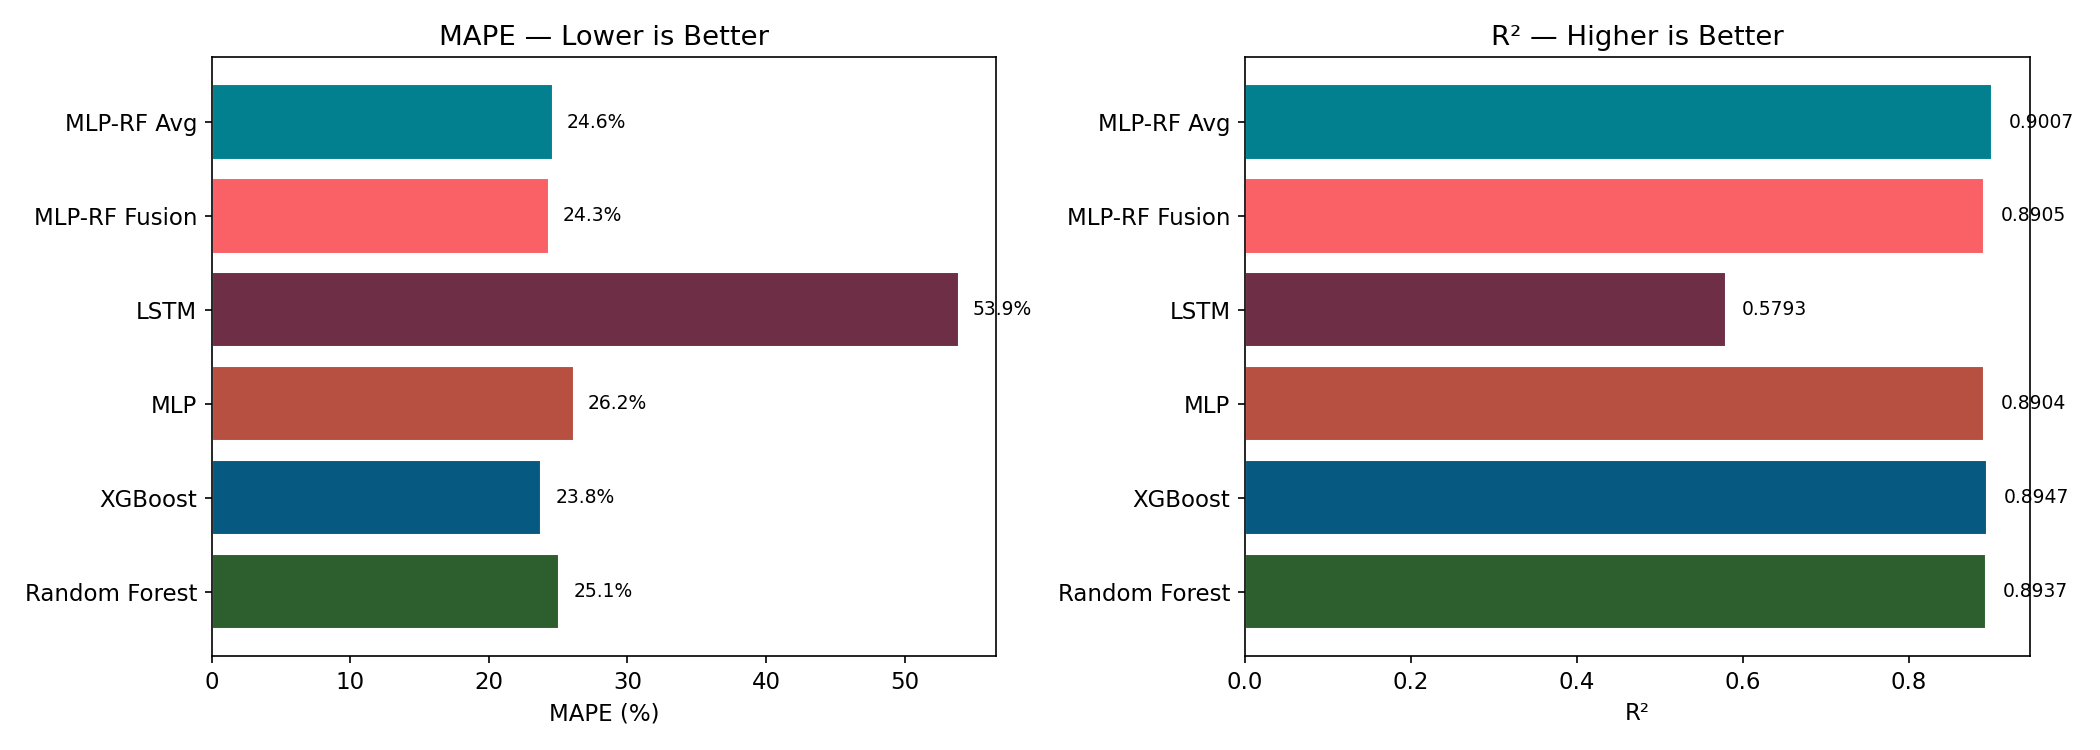 MAPE — Lower is Better
MLP-RF Avg
24.6%
MLP-RF Fusion
24.3%
LSTM
53.9%
MLP
26.2%
XGBoost
23.8%
Random Forest
25.1%
0 10 20 30 40 50
MAPE (%)
R² — Higher is Better
MLP-RF Avg
0.9007
MLP-RF Fusion
0.8905
LSTM
0.5793
MLP
0.8904
XGBoost
0.8947
Random Forest
0.8937
0.0 0.2 0.4 0.6 0.8
R²